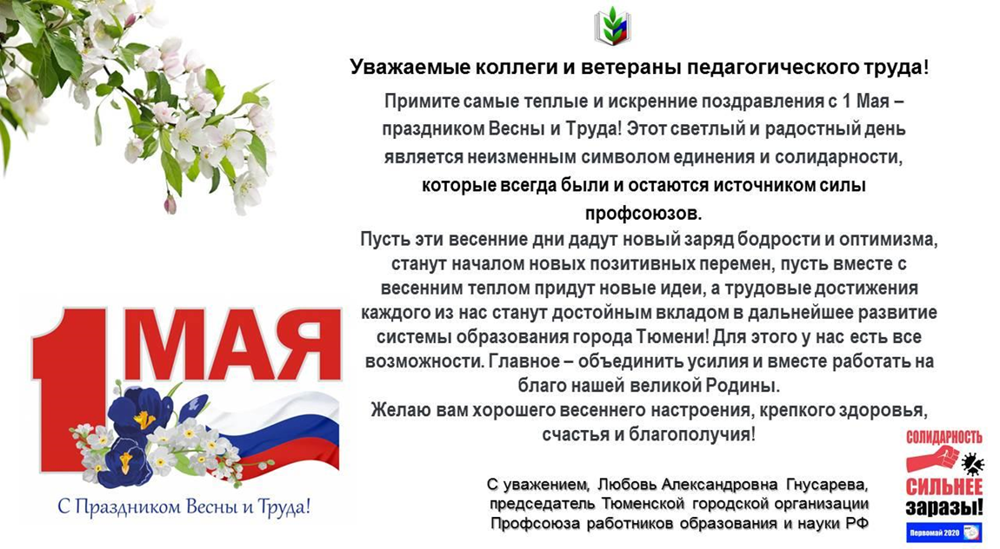 Уважаемые коллеги и ветераны педагогического труда!
Примите самые теплые и искренние поздравления с 1 Мая –
праздником Весны и Труда! Этот светлый и радостный день
является неизменным символом единения и солидарности,
которые всегда были и остаются источником силы
профсоюзов.
Пусть эти весенние дни дадут новый заряд бодрости и оптимизма,
станут началом новых позитивных перемен, пусть вместе с
весенним теплом придут новые идеи, а трудовые достижения
каждого из нас станут достойным вкладом в дальнейшее развитие
системы образования города Тюмени! Для этого у нас есть все
возможности. Главное – объединить усилия и вместе работать на
благо нашей великой Родины.
Желаю вам хорошего весеннего настроения, крепкого здоровья,
счастья и благополучия!
С уважением, Любовь Александровна Гнусарева,
председатель Тюменской городской организации
Профсоюза работников образования и науки РФ
1 МАЯ
С Праздником Весны и Труда!
СОЛИДАРНОСТЬ
СИЛЬНЕЕ
заразы!
Первомай 2020